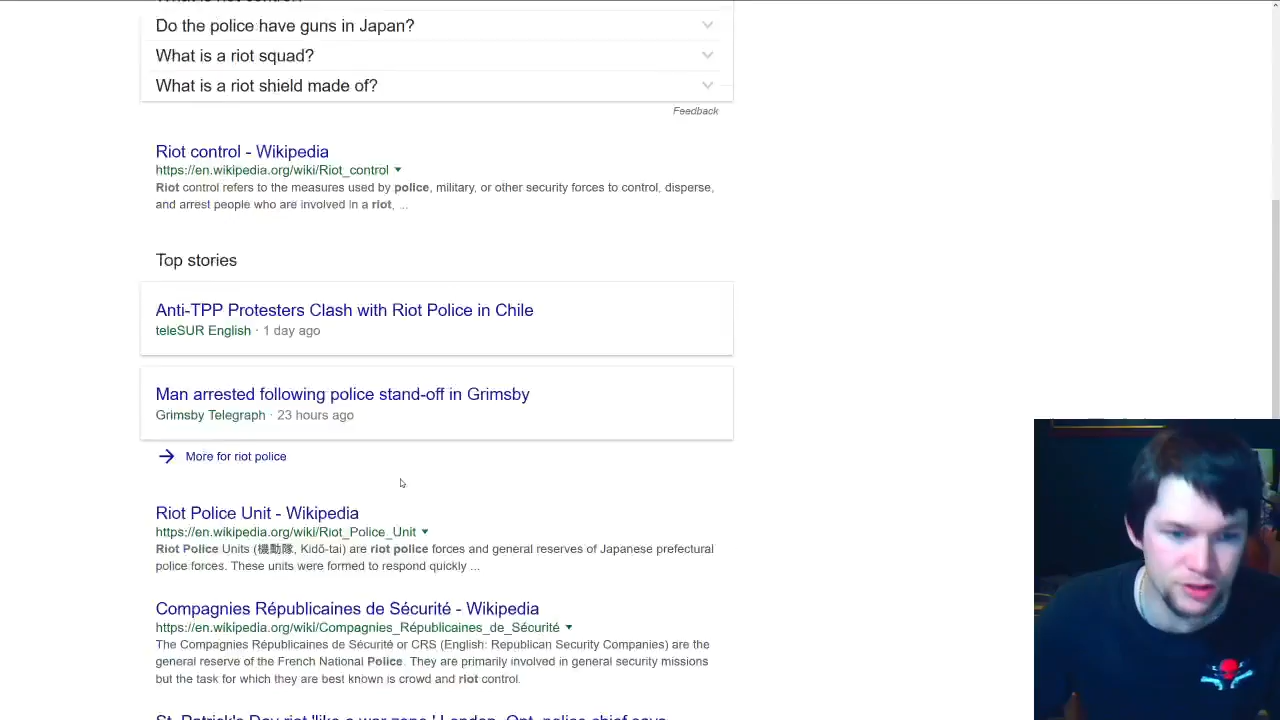 Do the police have guns in Japan?
What is a riot squad?
What is a riot shield made of?
Feedback
Riot control - Wikipedia
https://en.wikipedia.org/wiki/Riot_control
Riot control refers to the measures used by police, military, or other security forces to control, disperse,
and arrest people who are involved in a riot, ...
Top stories
Anti-TPP Protesters Clash with Riot Police in Chile
teleSUR English · 1 day ago
Man arrested following police stand-off in Grimsby
Grimsby Telegraph · 23 hours ago
More for riot police
Riot Police Unit - Wikipedia
https://en.wikipedia.org/wiki/Riot_Police_Unit
Riot Police Units (機動隊, Kidō-tai) are riot police forces and general reserves of Japanese prefectural
police forces. These units were formed to respond quickly ...
Compagnies Républicaines de Sécurité - Wikipedia
https://en.wikipedia.org/wiki/Compagnies_Républicaines_de_Sécurité
The Compagnies Républicaines de Sécurité or CRS (English: Republican Security Companies) are the
general reserve of the French National Police. They are primarily involved in general security missions
but the task for which they are best known is crowd and riot control.
St. Patrick's Day riot 'like a war zone,' London, Ont. police chief says